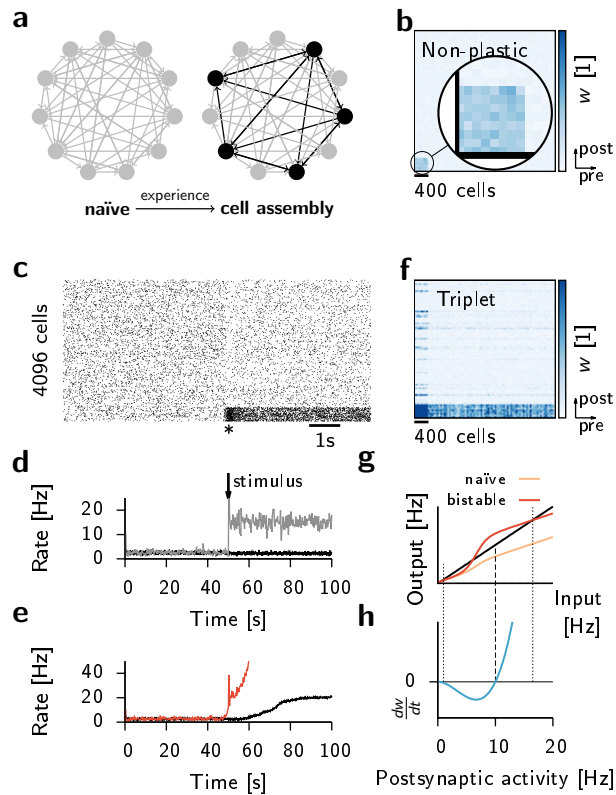 a
experience
naïve
cell assembly
b
Non-plastic
w [1]
post
pre
400 cells
c
4096 cells
*
1s
f
Triplet
w [1]
post
pre
400 cells
d
stimulus
Rate [Hz]
20
10
0
0 20 40 60 80 100
Time [s]
e
Rate [Hz]
40
20
0
0 20 40 60 80 100
Time [s]
g
naïve
bistable
Output [Hz]
Input
[Hz]
h
0
dw
dt
0 10 20
Postsynaptic activity [Hz]